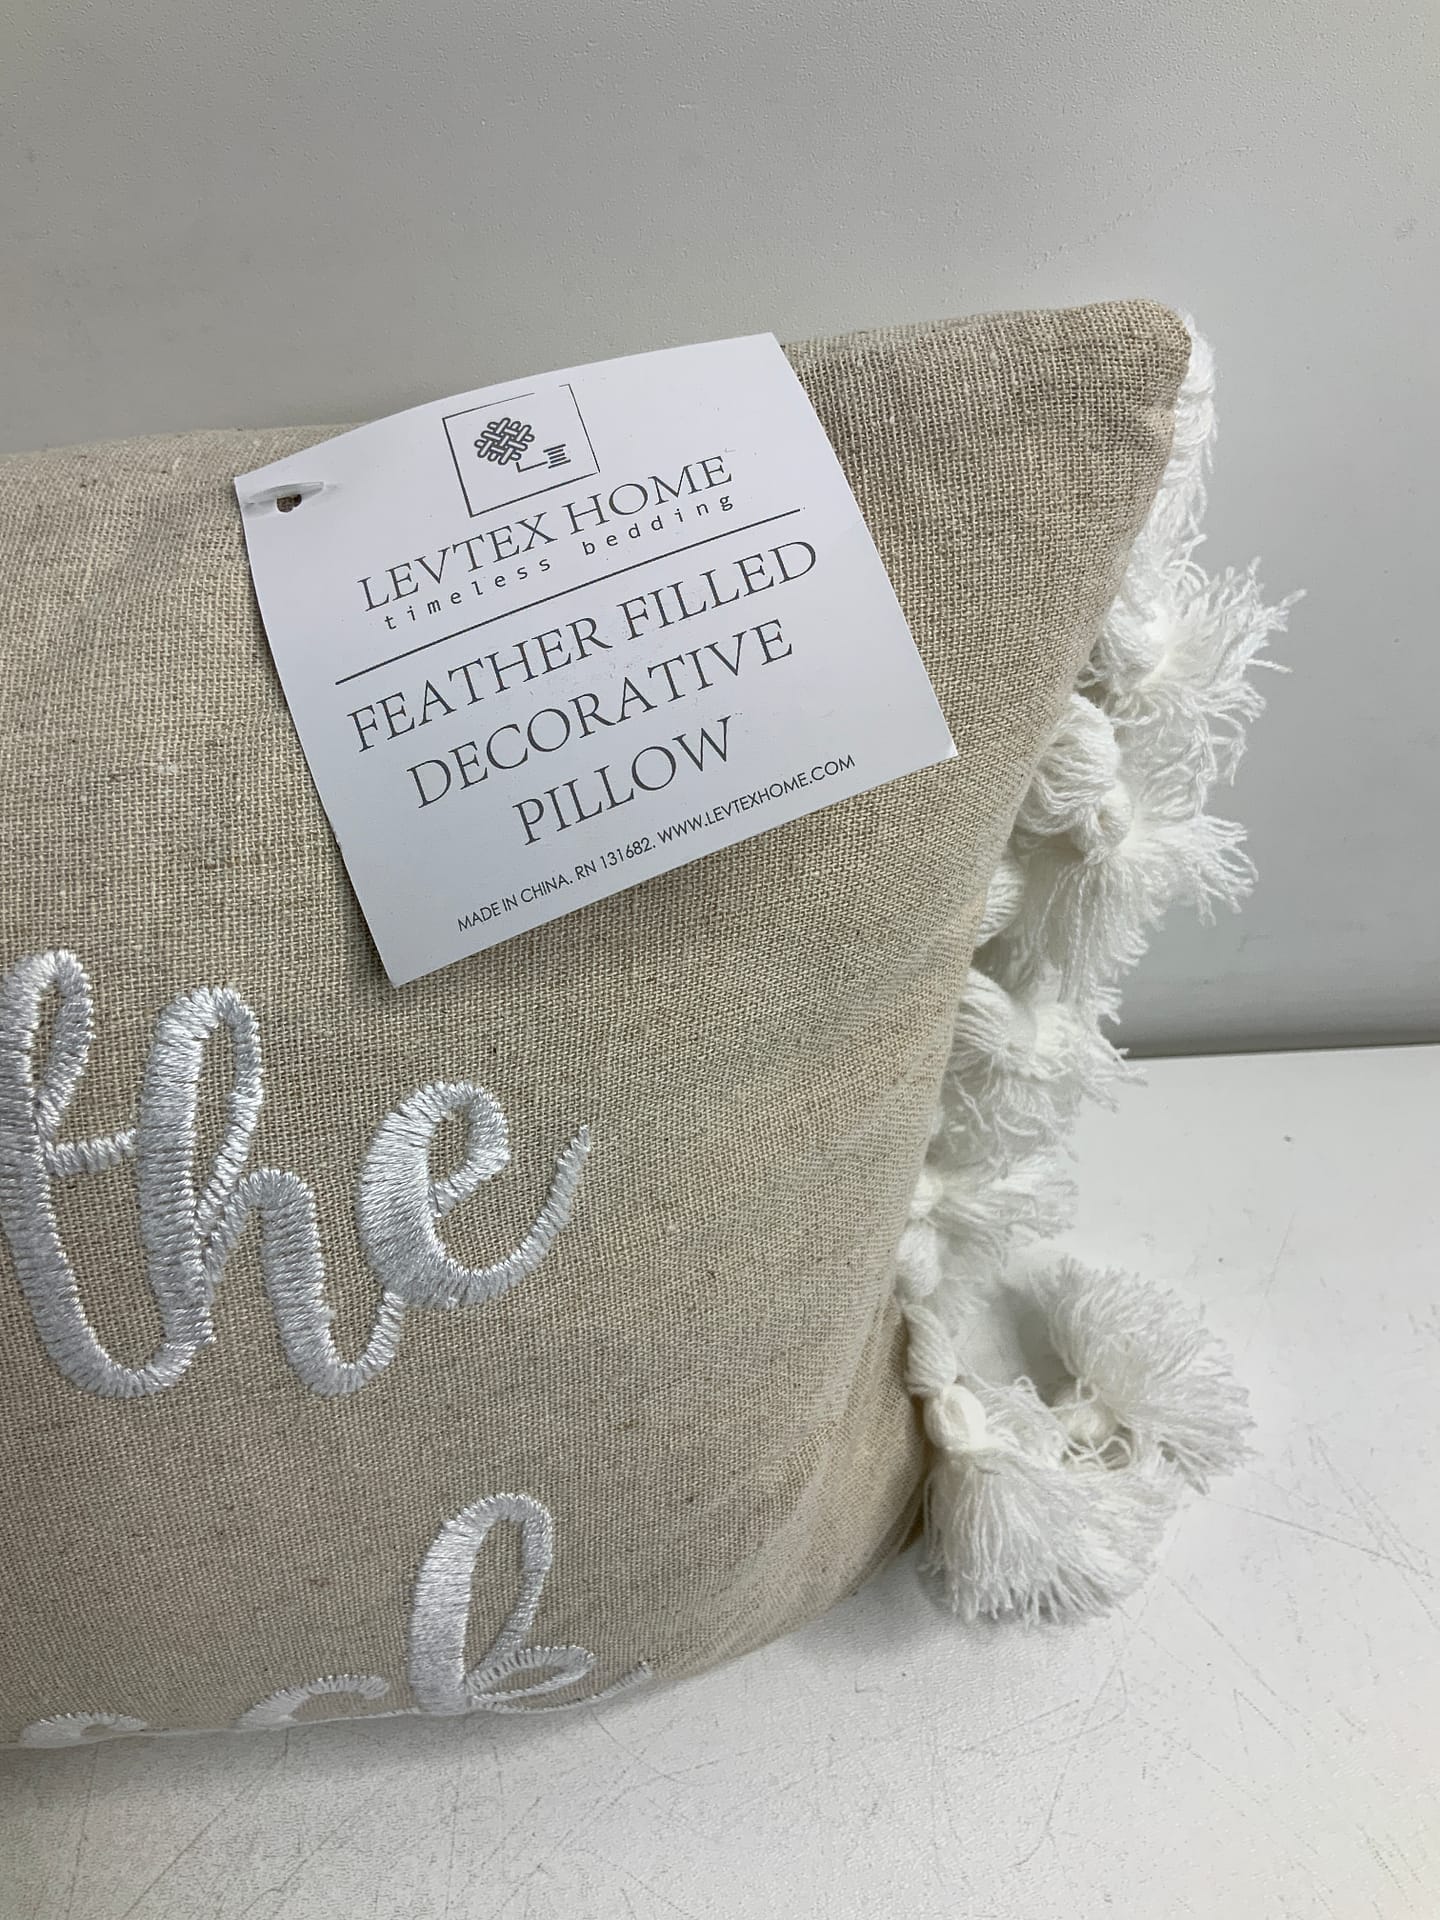 LEVTEX HOME
timeless bedding
FEATHER FILLED
DECORATIVE
PILLOW
MADE IN CHINA. RN 131682. WWW.LEVTEXHOME.COM
the